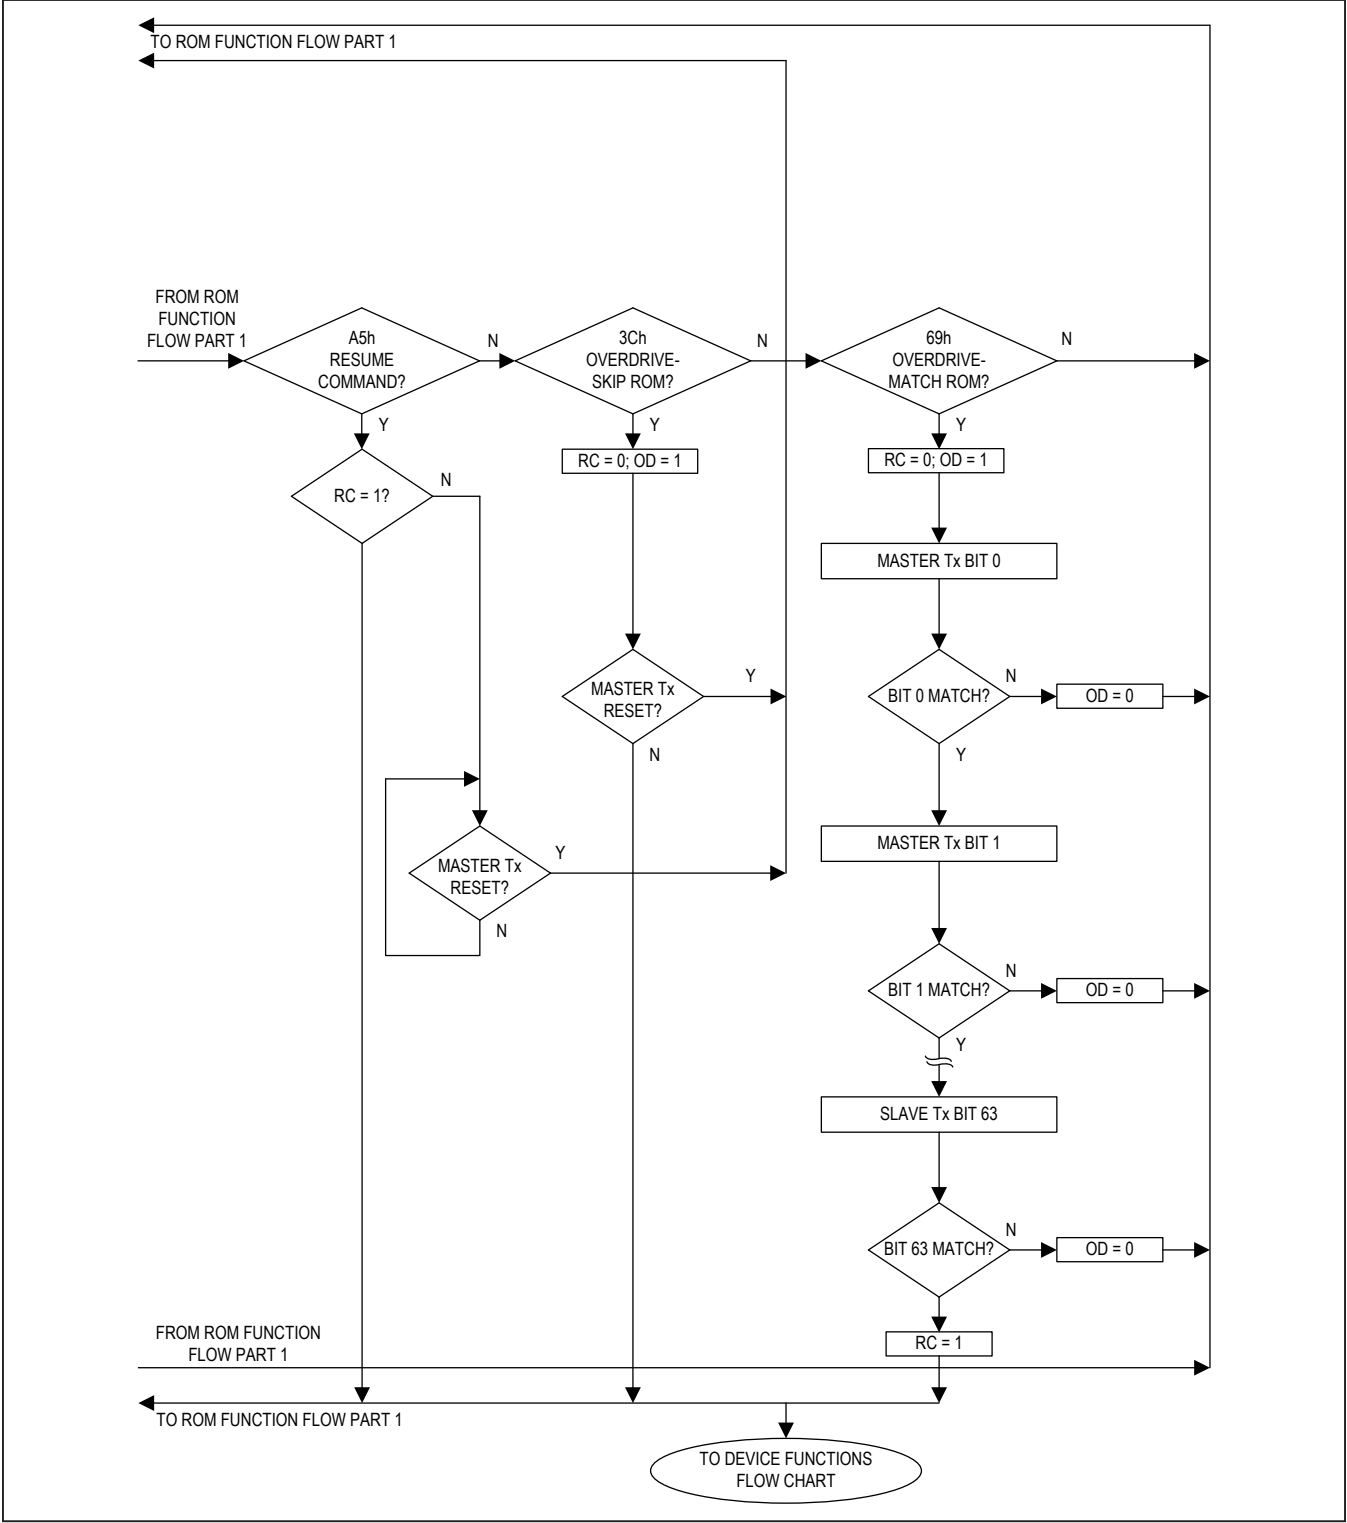 TO ROM FUNCTION FLOW PART 1
FROM ROM
FUNCTION
FLOW PART 1
A5h
RESUME
COMMAND?
N
Y
3Ch
OVERDRIVE-
SKIP ROM?
N
Y
69h
OVERDRIVE-
MATCH ROM?
N
Y
RC = 1?
N
RC = 0; OD = 1
RC = 0; OD = 1
MASTER Tx BIT 0
MASTER Tx
RESET?
Y
N
BIT 0 MATCH?
N
OD = 0
Y
MASTER Tx BIT 1
MASTER Tx
RESET?
Y
N
BIT 1 MATCH?
N
OD = 0
Y
SLAVE Tx BIT 63
BIT 63 MATCH?
N
OD = 0
RC = 1
FROM ROM FUNCTION
FLOW PART 1
TO ROM FUNCTION FLOW PART 1
TO DEVICE FUNCTIONS
FLOW CHART